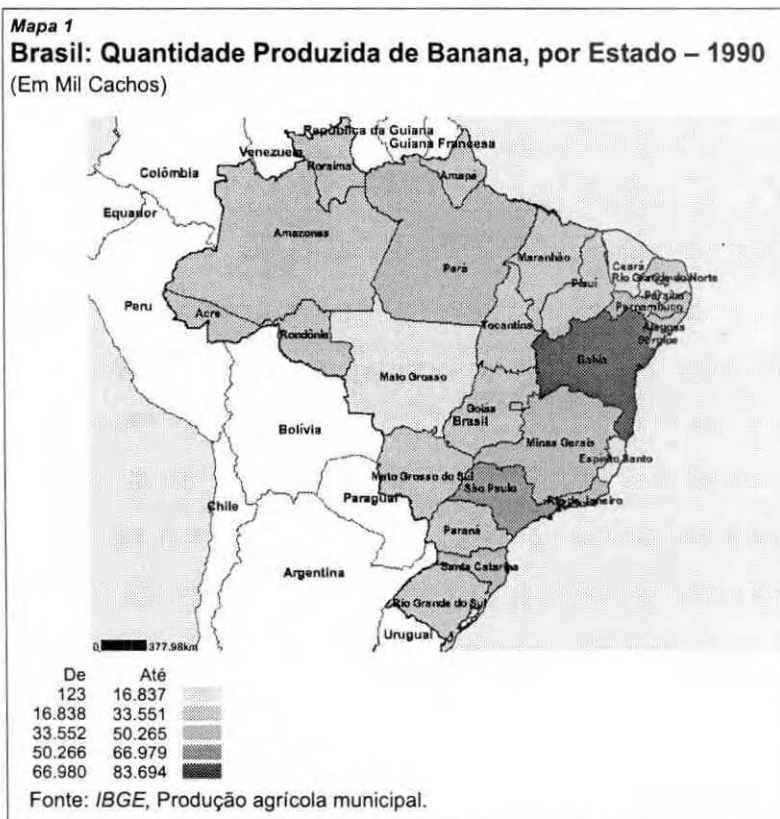 Mapa 1
Brasil: Quantidade Produzida de Banana, por Estado – 1990
(Em Mil Cachos)
República da Guiana
Guiana Francesa
Venezuela
Colômbia
Roraima
Amapa
Equador
Amazonas
Pará
Maranhão
Ceará
Rio Grande do Norte
Piauí
Paraíba
Pernambuco
Peru
Acre
Tocantins
Alagoas
Sergipe
Rondônia
Bahia
Mato Grosso
Goiás
Brasil
Bolívia
Minas Gerais
Espírito Santo
Mato Grosso do Sul
São Paulo
Rio de Janeiro
Paraguai
Chile
Paraná
Santa Catarina
Argentina
Rio Grande do Sul
Uruguai
0 377.98km
De Até
123 16.837
16.838 33.551
33.552 50.265
50.266 66.979
66.980 83.694
Fonte: IBGE, Produção agrícola municipal.